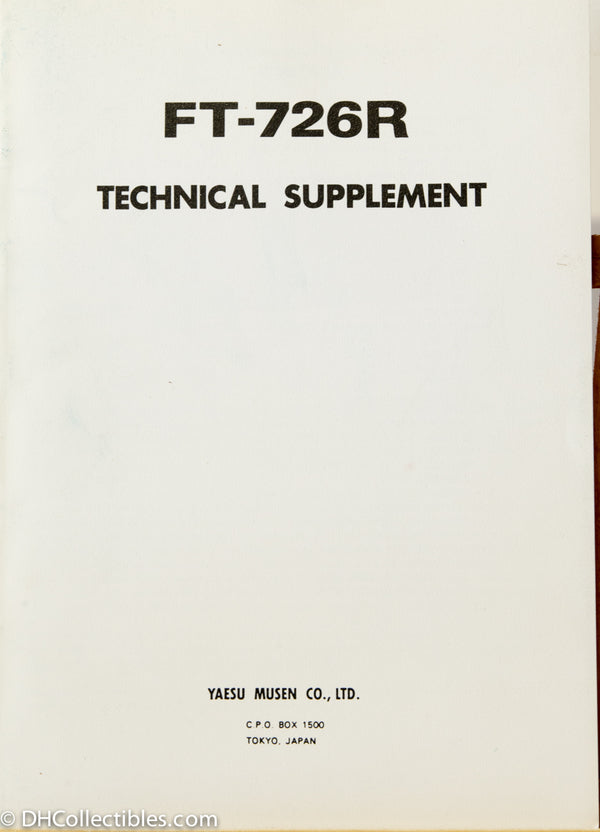 FT-726R
TECHNICAL SUPPLEMENT
YAESU MUSEN CO., LTD.
C.P.O. BOX 1500
TOKYO, JAPAN
© DHCollectibles.com